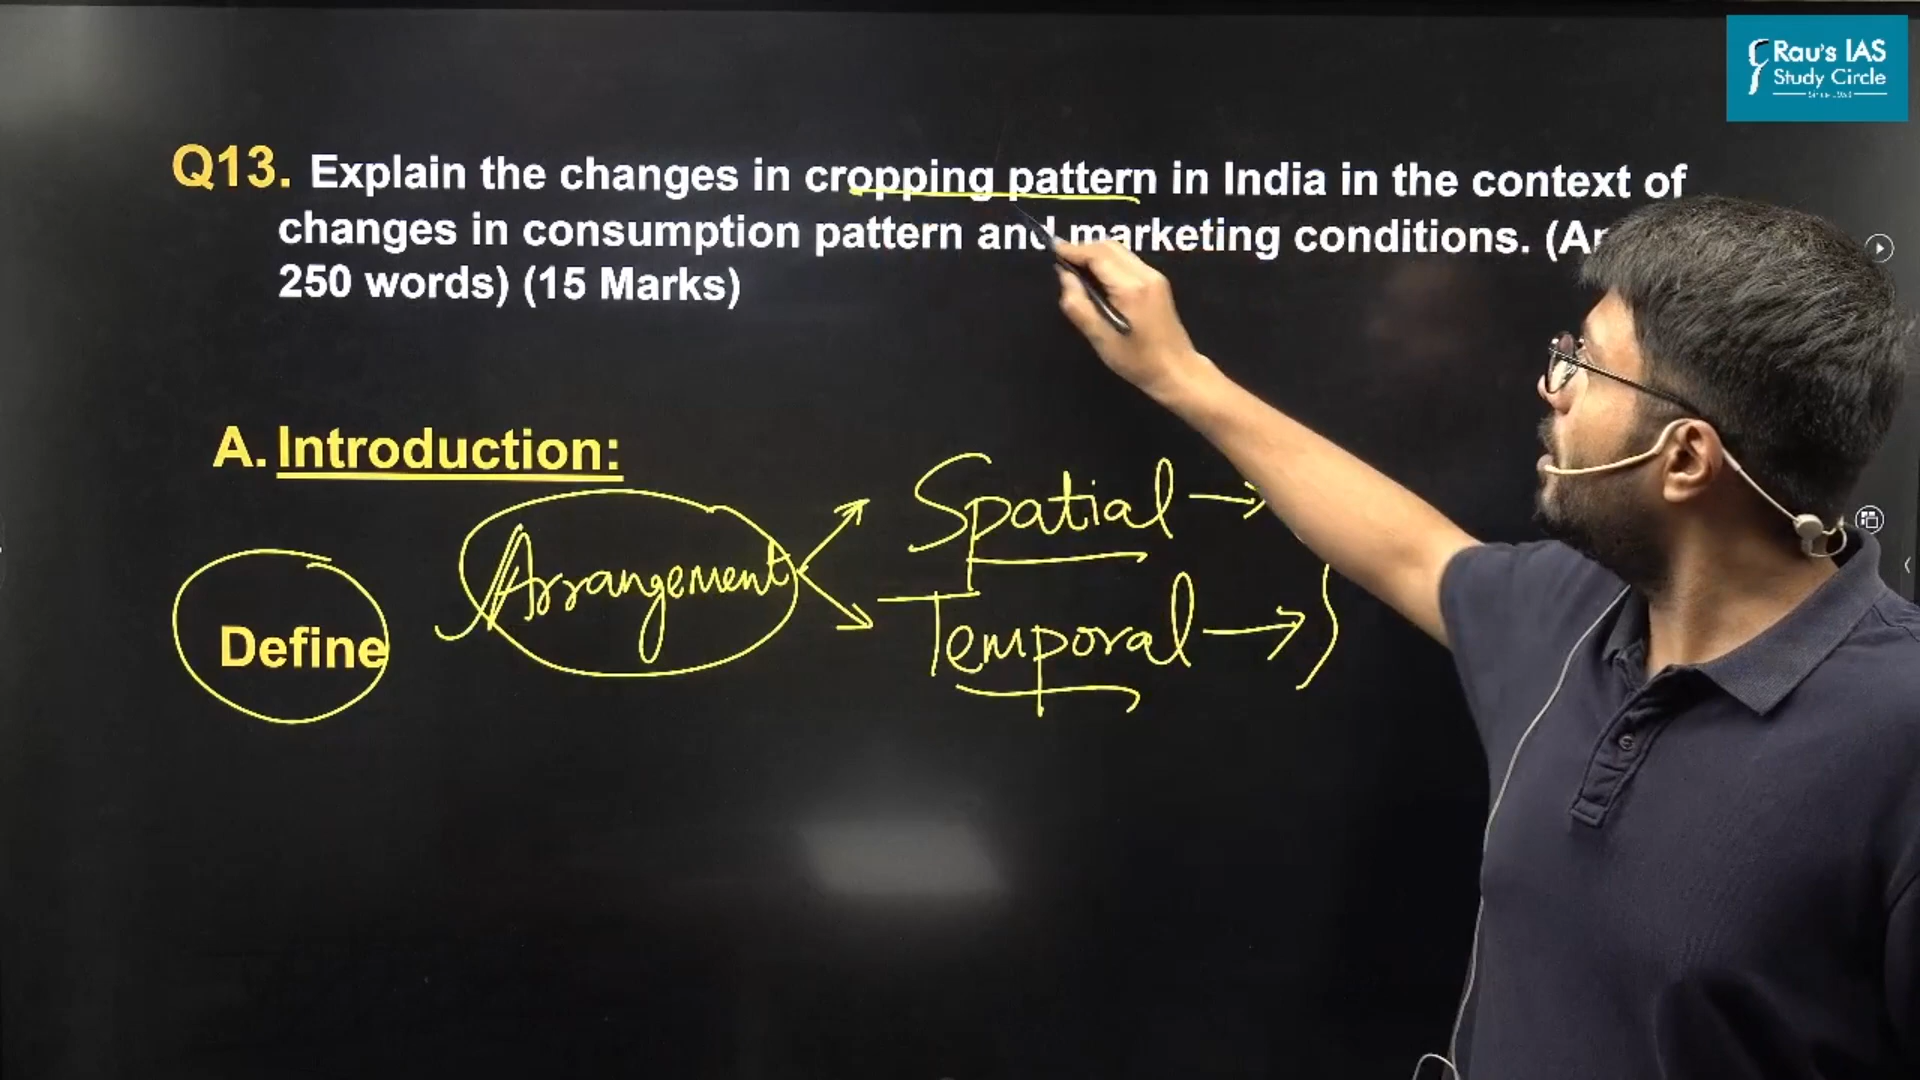 Rau's IAS
Study Circle
Q13. Explain the changes in cropping pattern in India in the context of
changes in consumption pattern and marketing conditions. (
250 words) (15 Marks)
A. Introduction:
Spatial
Arrangement
Temporal
Define